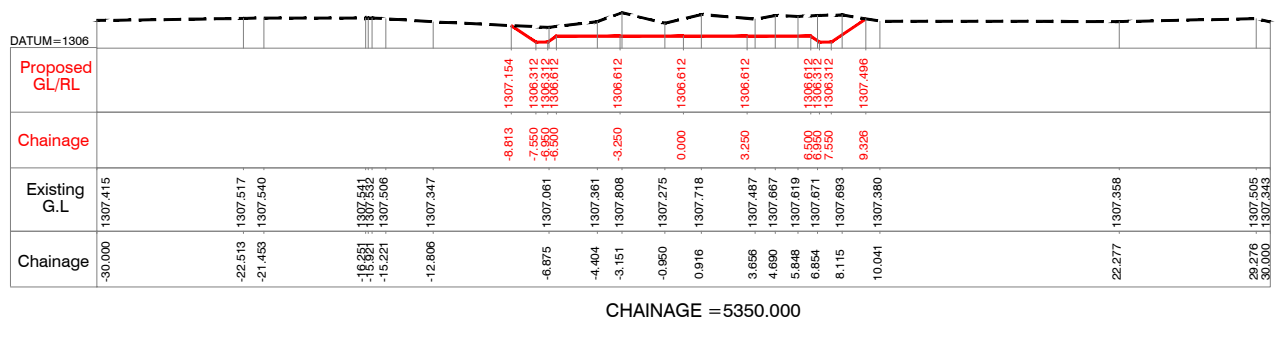 DATUM=1306
Proposed
GL/RL
1307.154 1306.312 1306.312 1306.612 1306.612 1306.612 1306.612 1306.612 1306.312 1306.312 1307.496
Chainage
-8.813 -7.550 -6.950 -6.500 -3.250 0.000 3.250 6.500 6.950 7.550 9.326
Existing
G.L
1307.415 1307.517 1307.540 1307.541 1307.532 1307.506 1307.347 1307.061 1307.361 1307.808 1307.275 1307.718 1307.487 1307.667 1307.619 1307.671 1307.693 1307.380 1307.358 1307.505 1307.343
Chainage
-30.000 -22.513 -21.453 -15.221 -12.806 -6.875 -4.404 -3.151 -0.950 0.916 3.656 4.690 5.848 6.854 8.115 10.041 22.277 29.276 30.000
CHAINAGE =5350.000